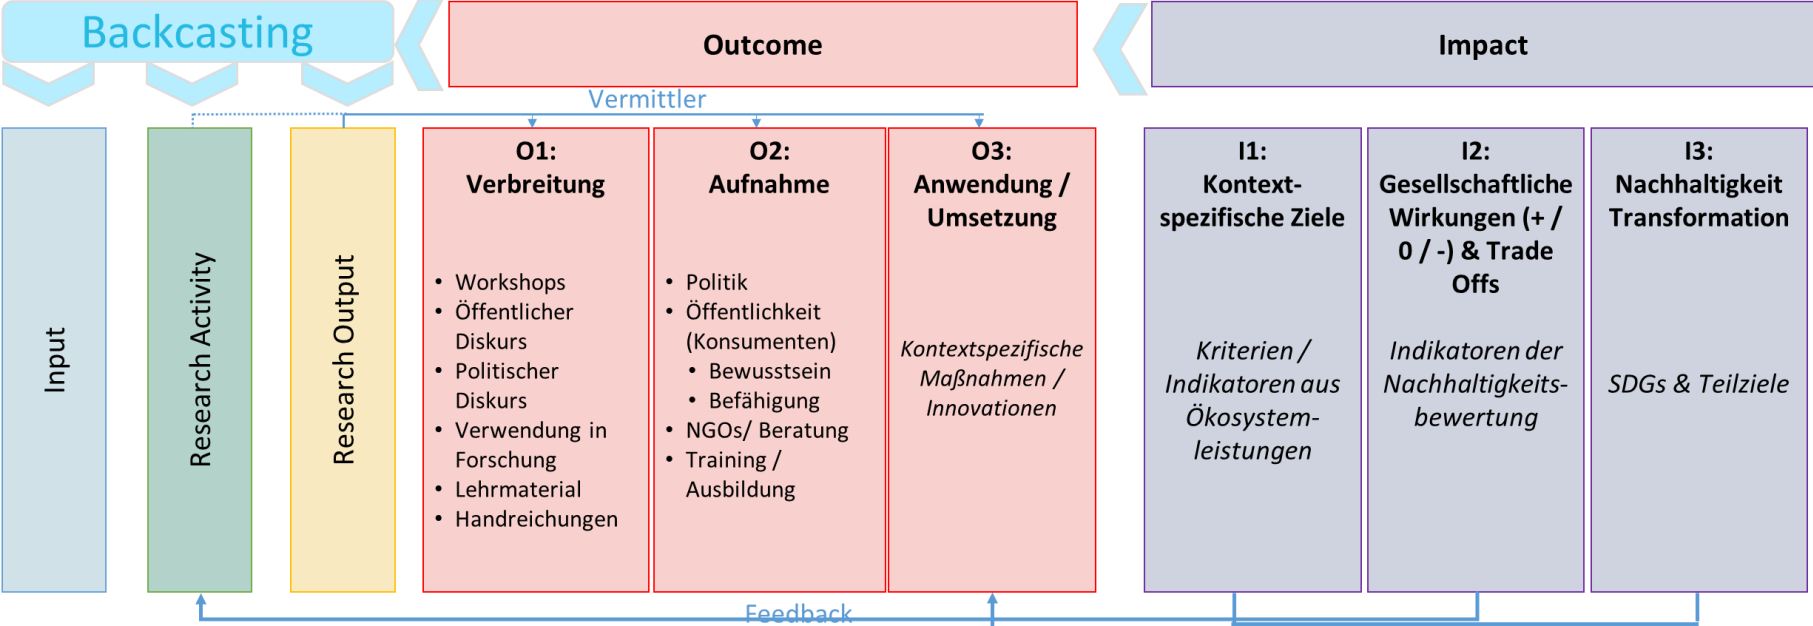 Backcasting
Outcome
Impact
Vermittler
Input
Research Activity
Research Output
O1:
Verbreitung
• Workshops
• Öffentlicher
Diskurs
• Politischer
Diskurs
• Verwendung in
Forschung
• Lehrmaterial
• Handreichungen
O2:
Aufnahme
• Politik
• Öffentlichkeit
(Konsumenten)
• Bewusstsein
• Befähigung
• NGOs/ Beratung
• Training /
Ausbildung
O3:
Anwendung /
Umsetzung
Kontextspezifische
Maßnahmen /
Innovationen
I1:
Kontext-
spezifische Ziele
Kriterien /
Indikatoren aus
Ökosystem-
leistungen
I2:
Gesellschaftliche
Wirkungen (+ /
0 / -) & Trade
Offs
Indikatoren der
Nachhaltigkeits-
bewertung
I3:
Nachhaltigkeit
Transformation
SDGs & Teilziele
Feedback